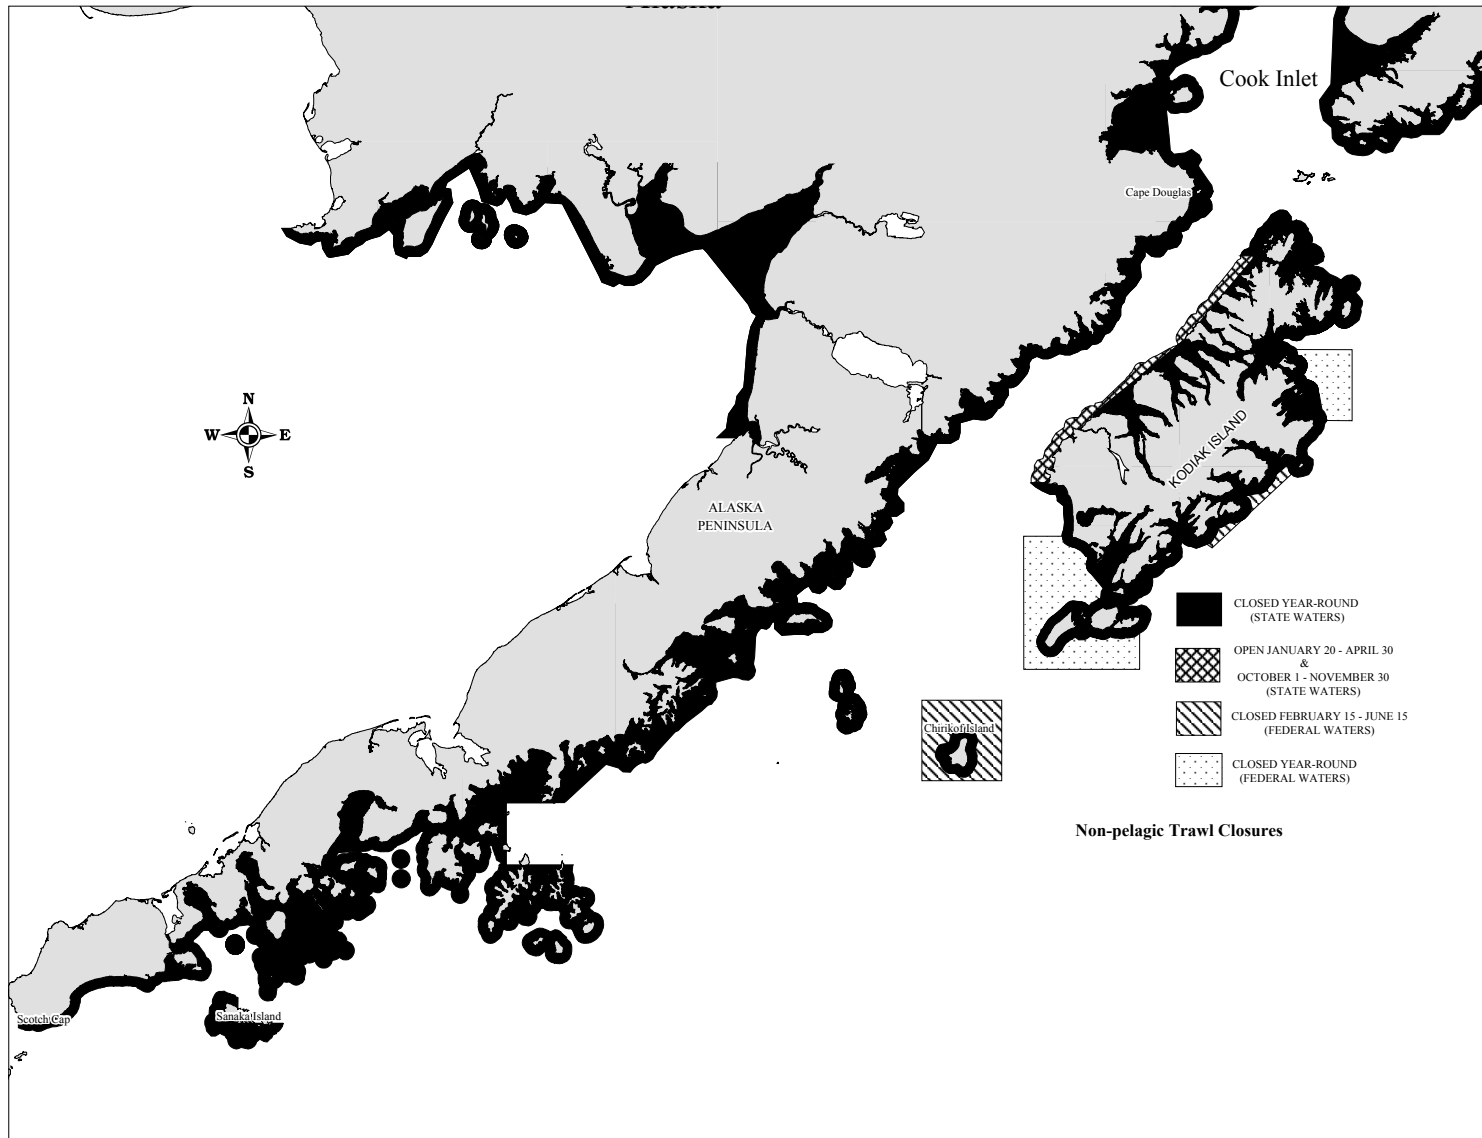 Cook Inlet
Cape Douglas
N
W E
S
KODIAK ISLAND
ALASKA
PENINSULA
CLOSED YEAR-ROUND
(STATE WATERS)
OPEN JANUARY 20 - APRIL 30
&
OCTOBER 1 - NOVEMBER 30
(STATE WATERS)
CLOSED FEBRUARY 15 - JUNE 15
(FEDERAL WATERS)
CLOSED YEAR-ROUND
(FEDERAL WATERS)
Chirikof Island
Non-pelagic Trawl Closures
Scotch Cap
Sanaka Island